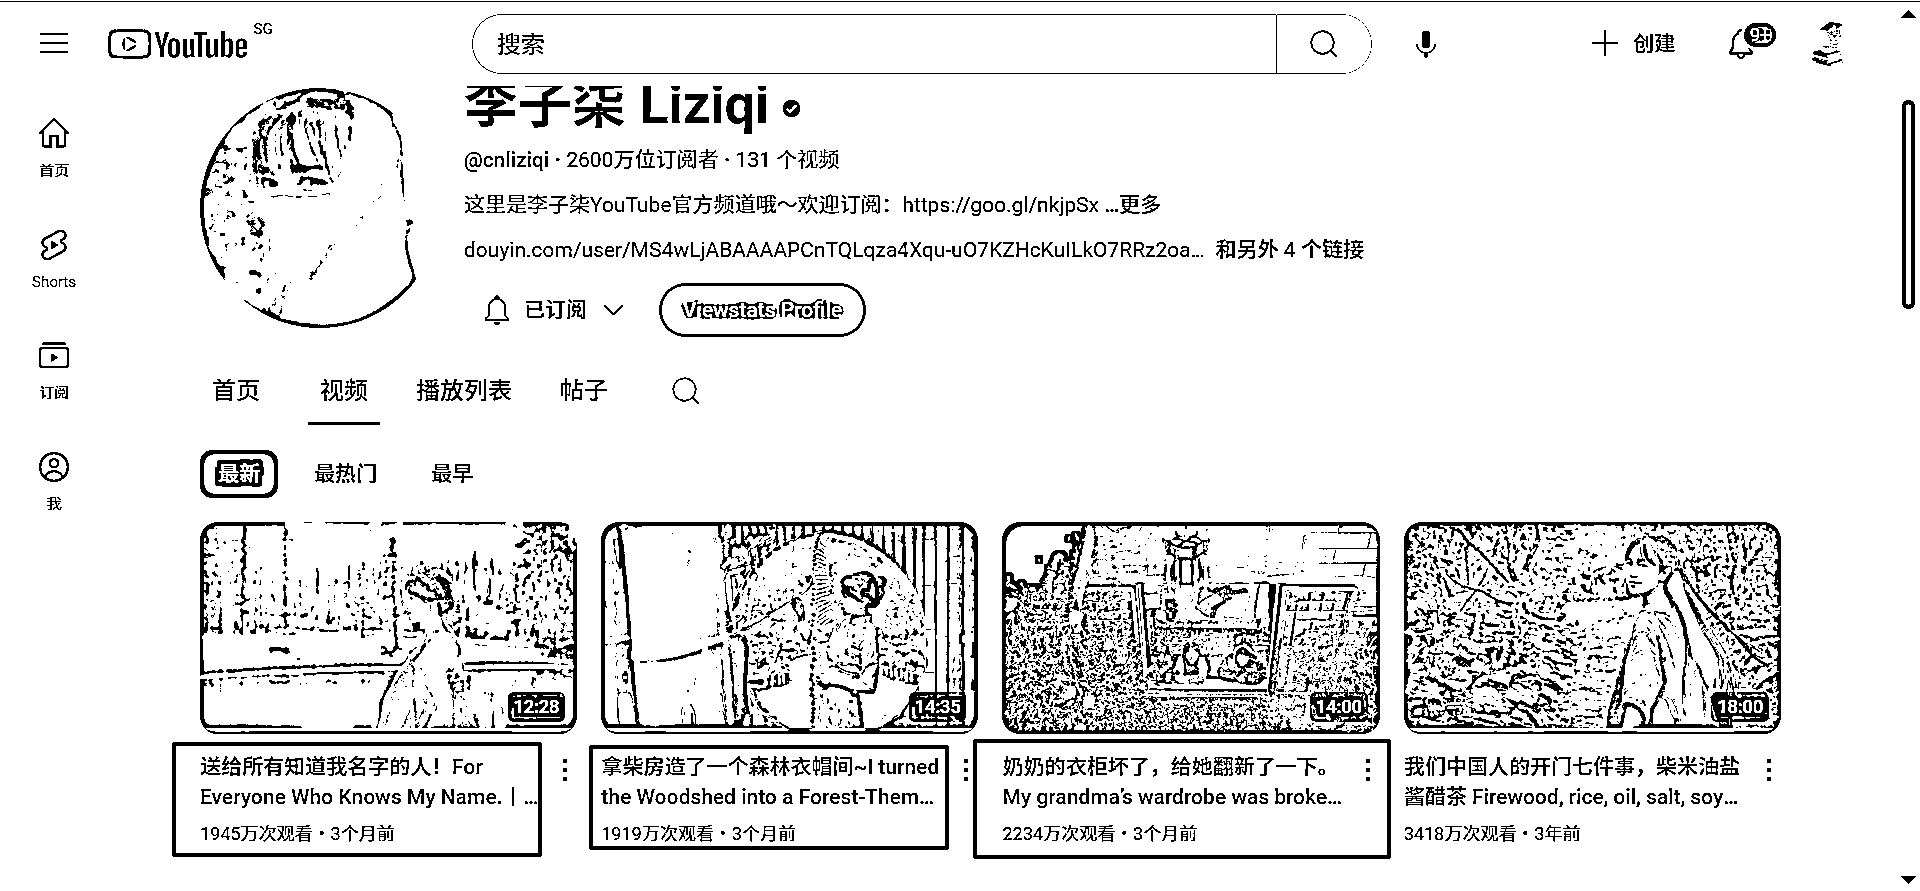 YouTube SG
搜索
创建
9+
首页
Shorts
订阅
我
李子柒 Liziqi
@cnliziqi · 2600万位订阅者 · 131 个视频
这里是李子柒YouTube官方频道哦～欢迎订阅：https://goo.gl/nkjpSx ...更多
douyin.com/user/MS4wLjABAAAAPCnTQLqza4Xqu-uO7KZHcKuILkO7RRz2oa... 和另外 4 个链接
已订阅
Viewstats Profile
首页 视频 播放列表 帖子
最新 最热门 最早
12:28
14:35
14:00
18:00
送给所有知道我名字的人！For
Everyone Who Knows My Name.｜...
1945万次观看 • 3个月前
拿柴房造了一个森林衣帽间~I turned
the Woodshed into a Forest-Them...
1919万次观看 • 3个月前
奶奶的衣柜坏了，给她翻新了一下。
My grandma’s wardrobe was broke...
2234万次观看 • 3个月前
我们中国人的开门七件事，柴米油盐
酱醋茶 Firewood, rice, oil, salt, soy...
3418万次观看 • 3年前